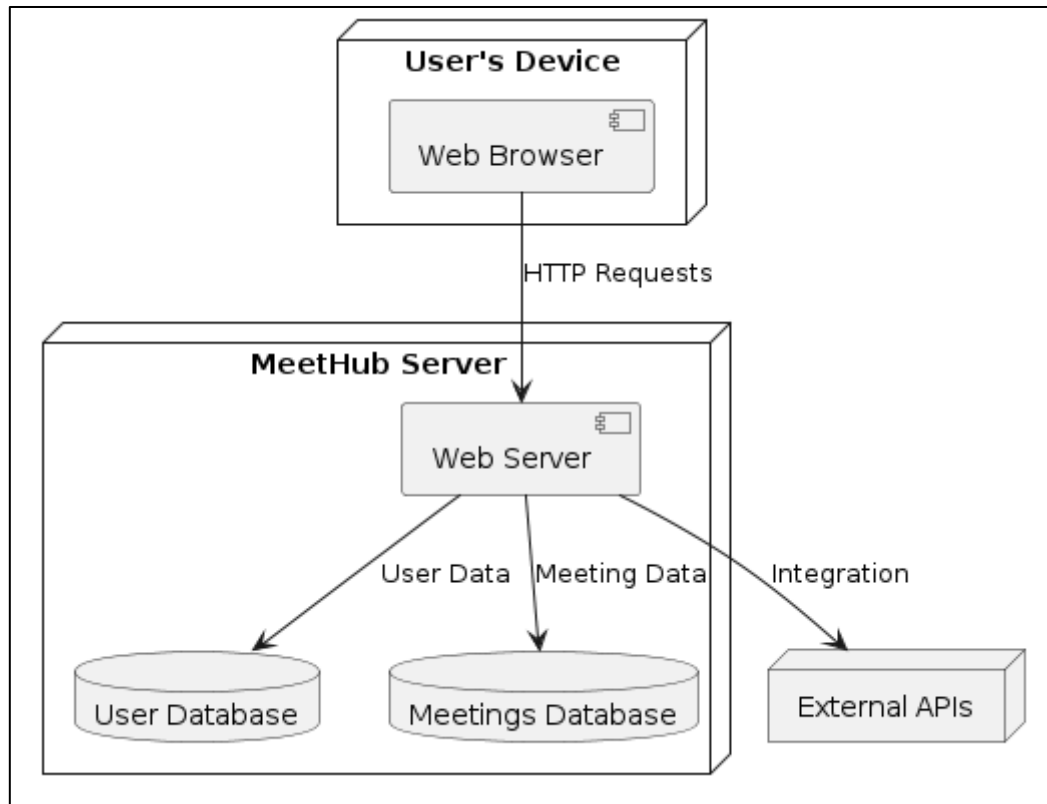 User's Device
Web Browser
HTTP Requests
MeetHub Server
Web Server
User Data
Meeting Data
Integration
User Database
Meetings Database
External APIs